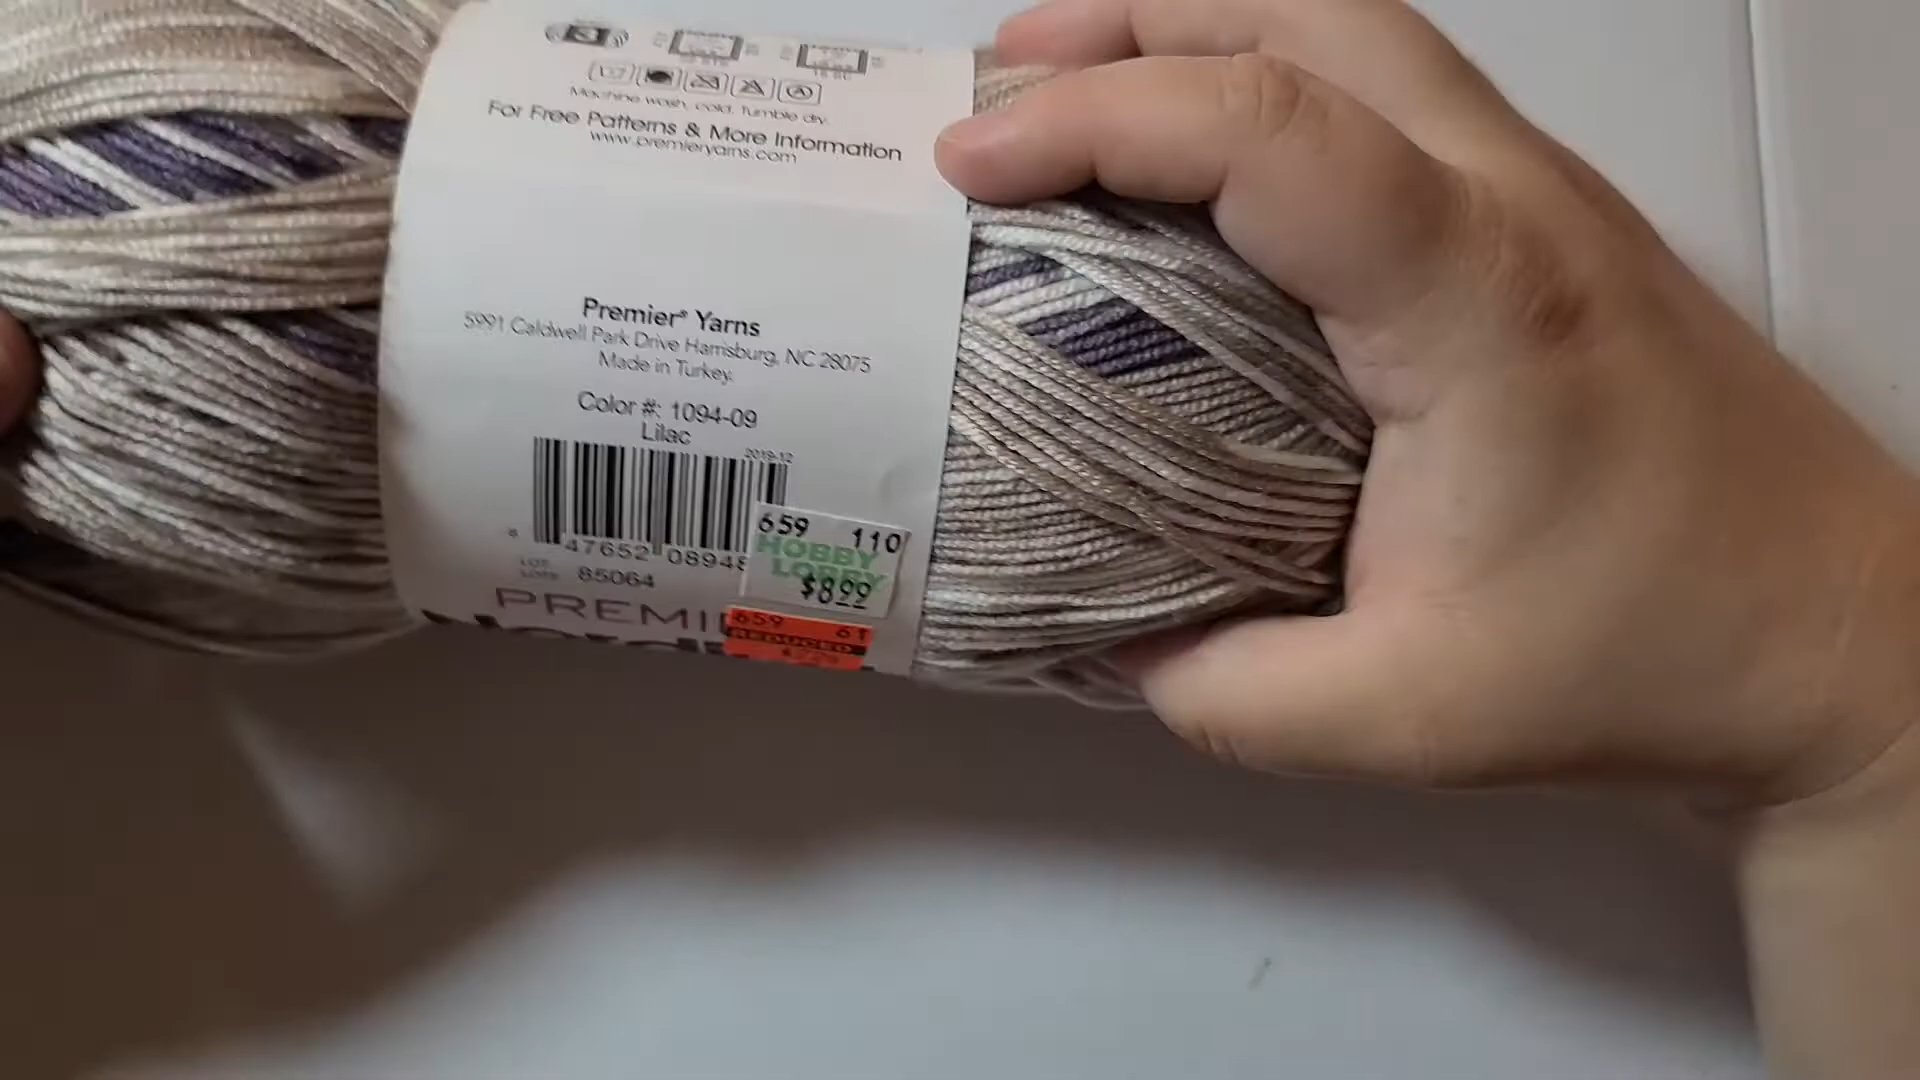 Machine wash, cold. Tumble dry.
For Free Patterns & More Information
www.premieryarns.com
Premier® Yarns
5991 Caldwell Park Drive Harrisburg, NC 28075
Made in Turkey.
Color #: 1094-09
Lilac
2019-12
659 110
HOBBY
LOBBY
$8.99
8 47652 08948
LOT 85064
PREMI
659 61
REDUCED